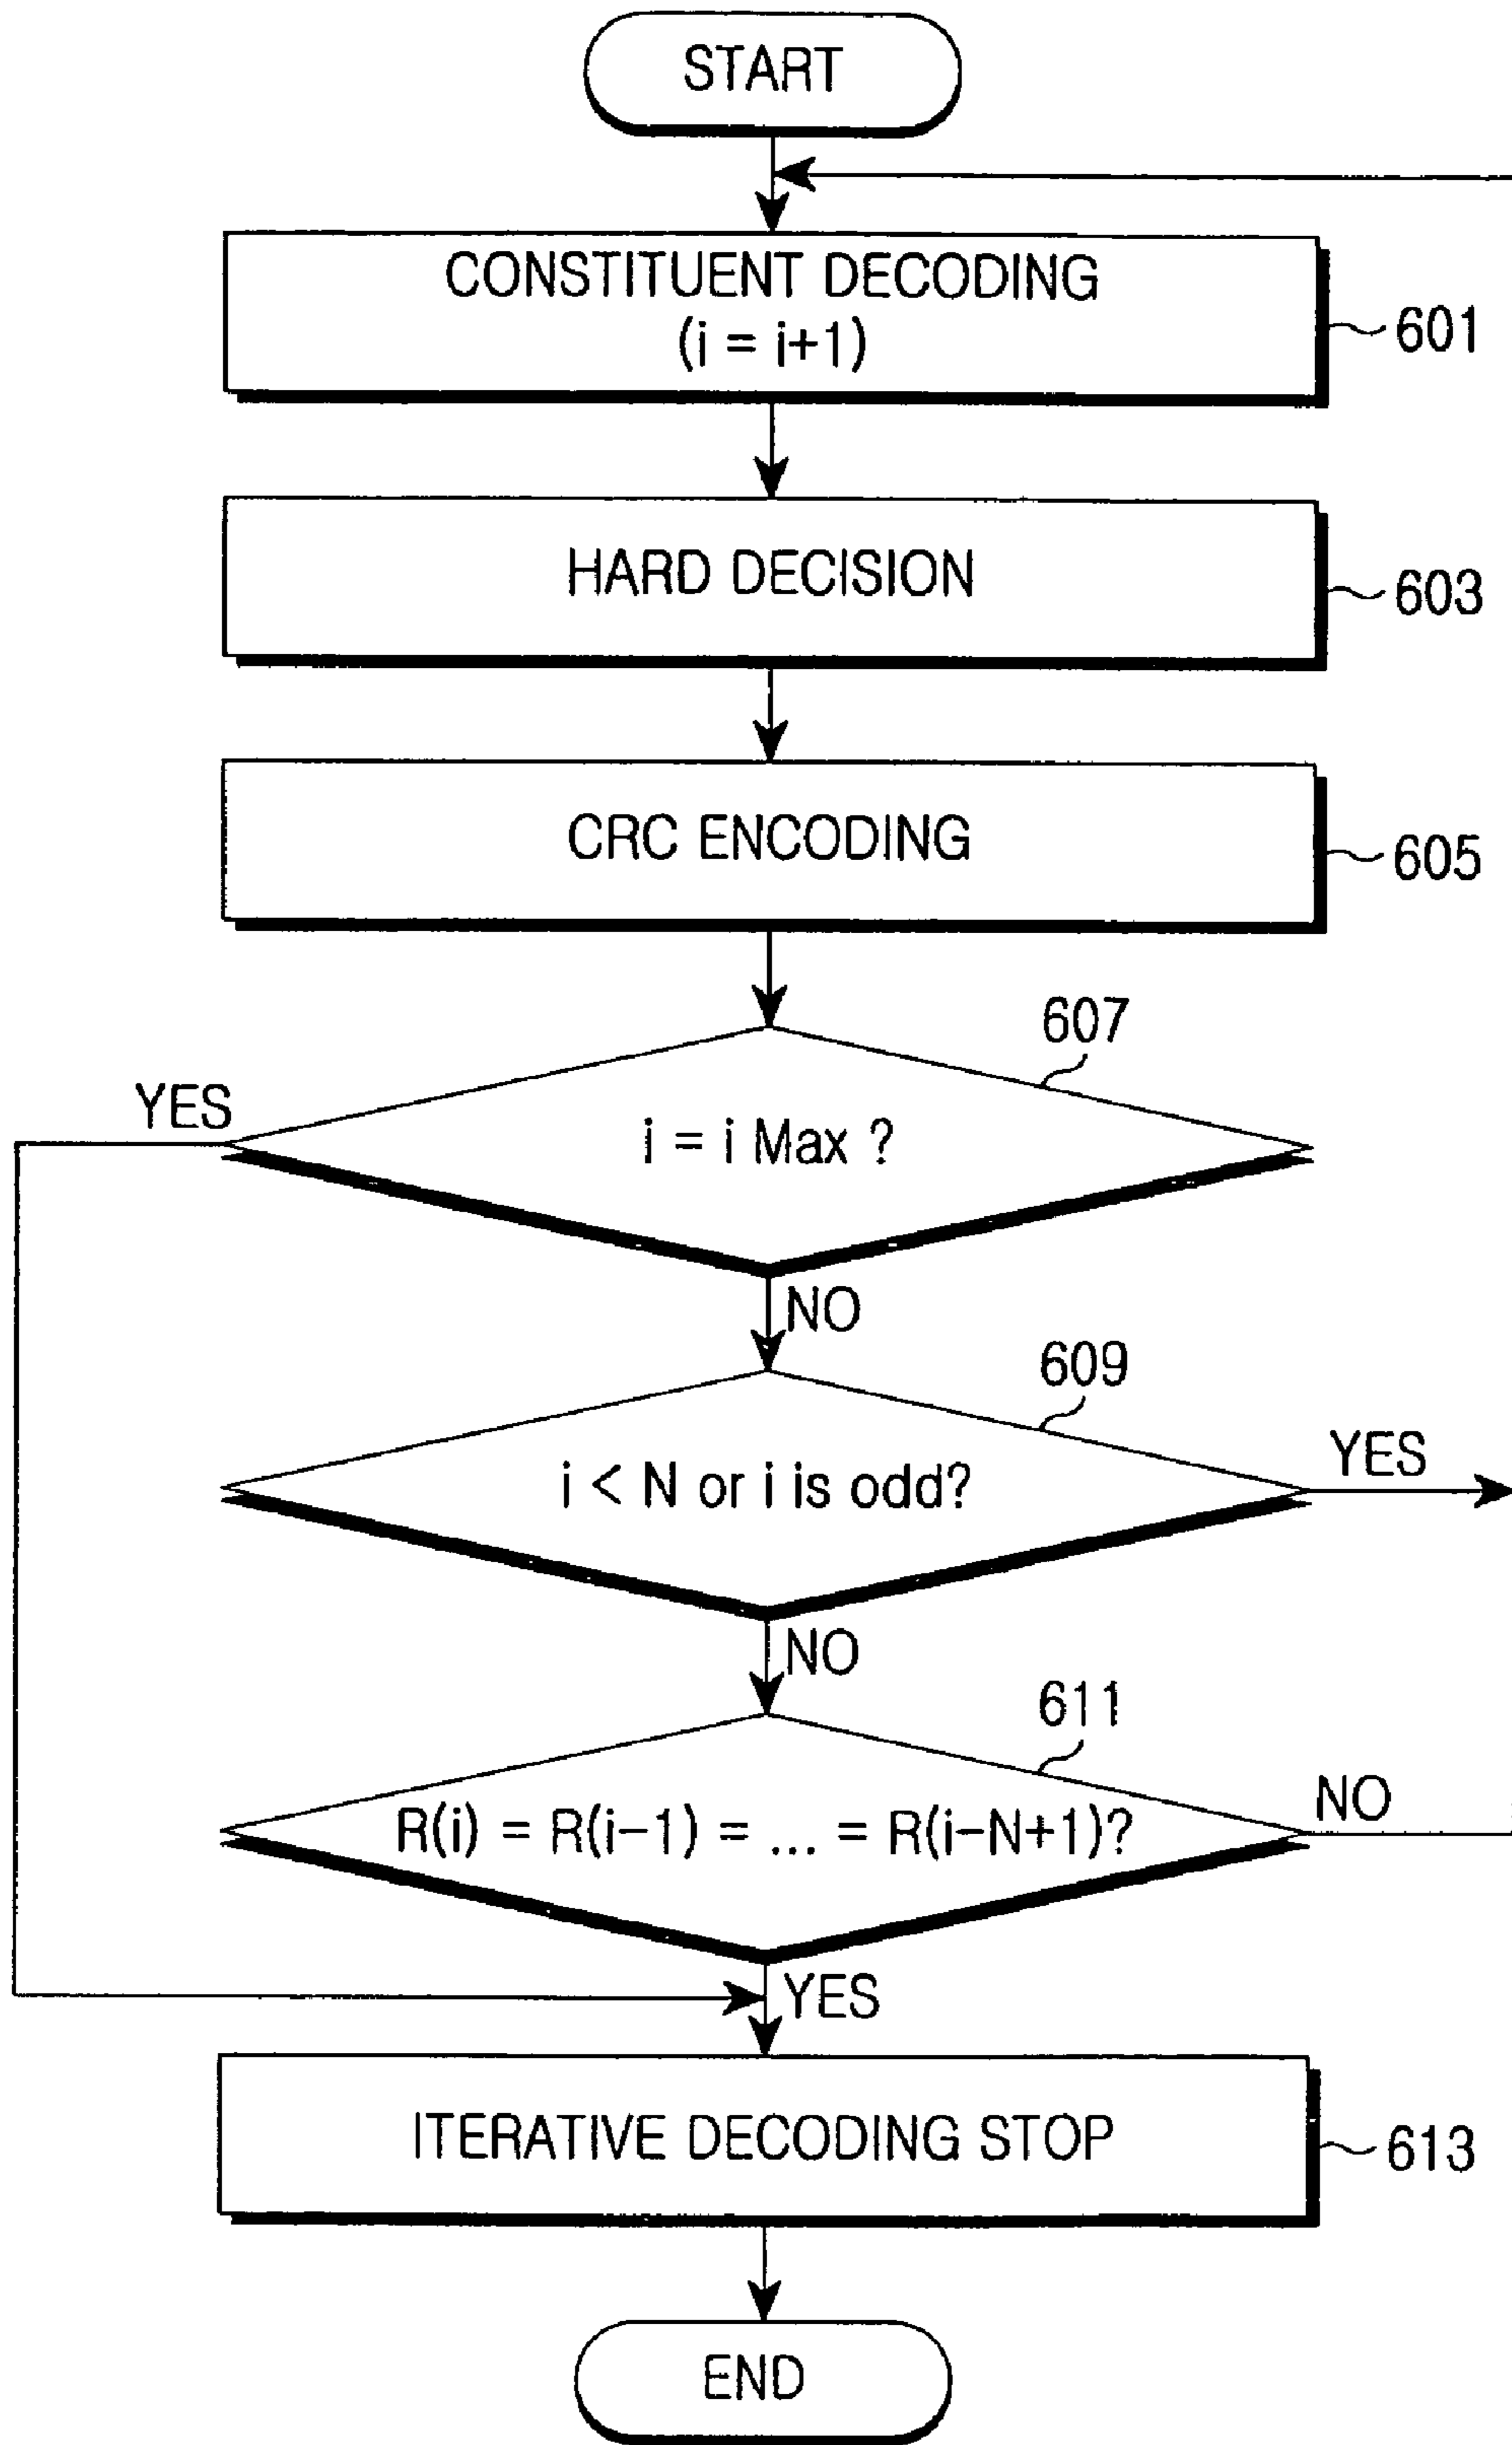 START
CONSTITUENT DECODING
(i = i+1)
601
HARD DECISION
603
CRC ENCODING
605
607
YES
i = i Max ?
NO
609
i < N or i is odd?
YES
NO
611
R(i) = R(i−1) = ... = R(i−N+1)?
NO
YES
ITERATIVE DECODING STOP
613
END